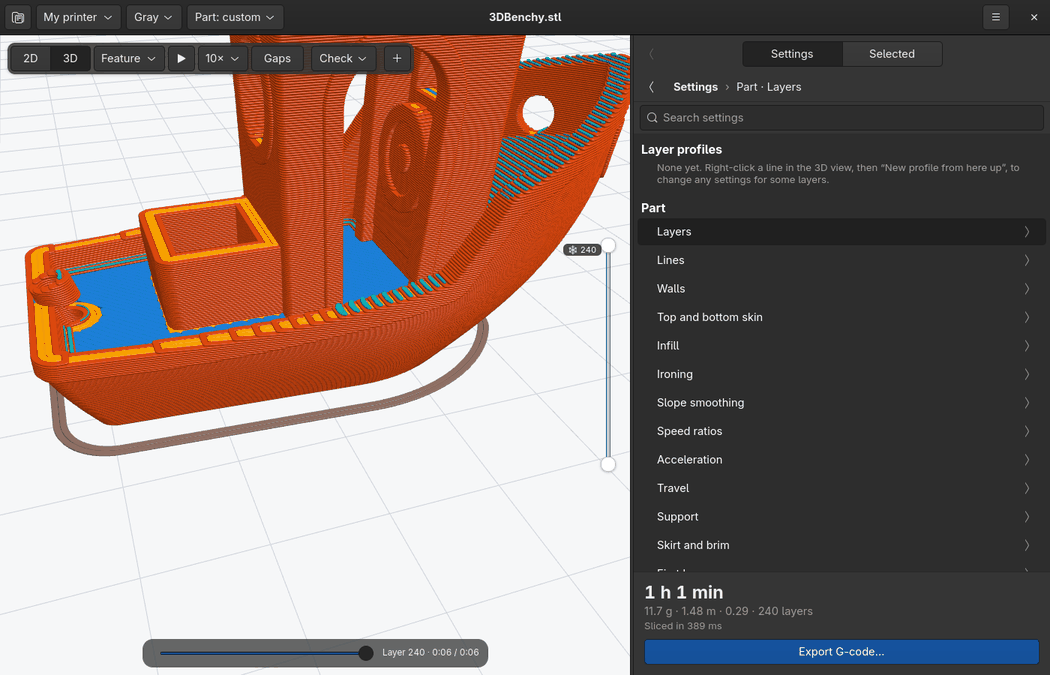 My printer
Gray
Part: custom
3DBenchy.stl
2D
3D
Feature
10×
Gaps
Check
Settings
Selected
Settings › Part · Layers
Search settings
Layer profiles
None yet. Right-click a line in the 3D view, then “New profile from here up”, to
change any settings for some layers.
Part
Layers
Lines
Walls
Top and bottom skin
Infill
Ironing
Slope smoothing
Speed ratios
Acceleration
Travel
Support
Skirt and brim
240
Layer 240 · 0:06 / 0:06
1 h 1 min
11.7 g · 1.48 m · 0.29 · 240 layers
Sliced in 389 ms
Export G-code...